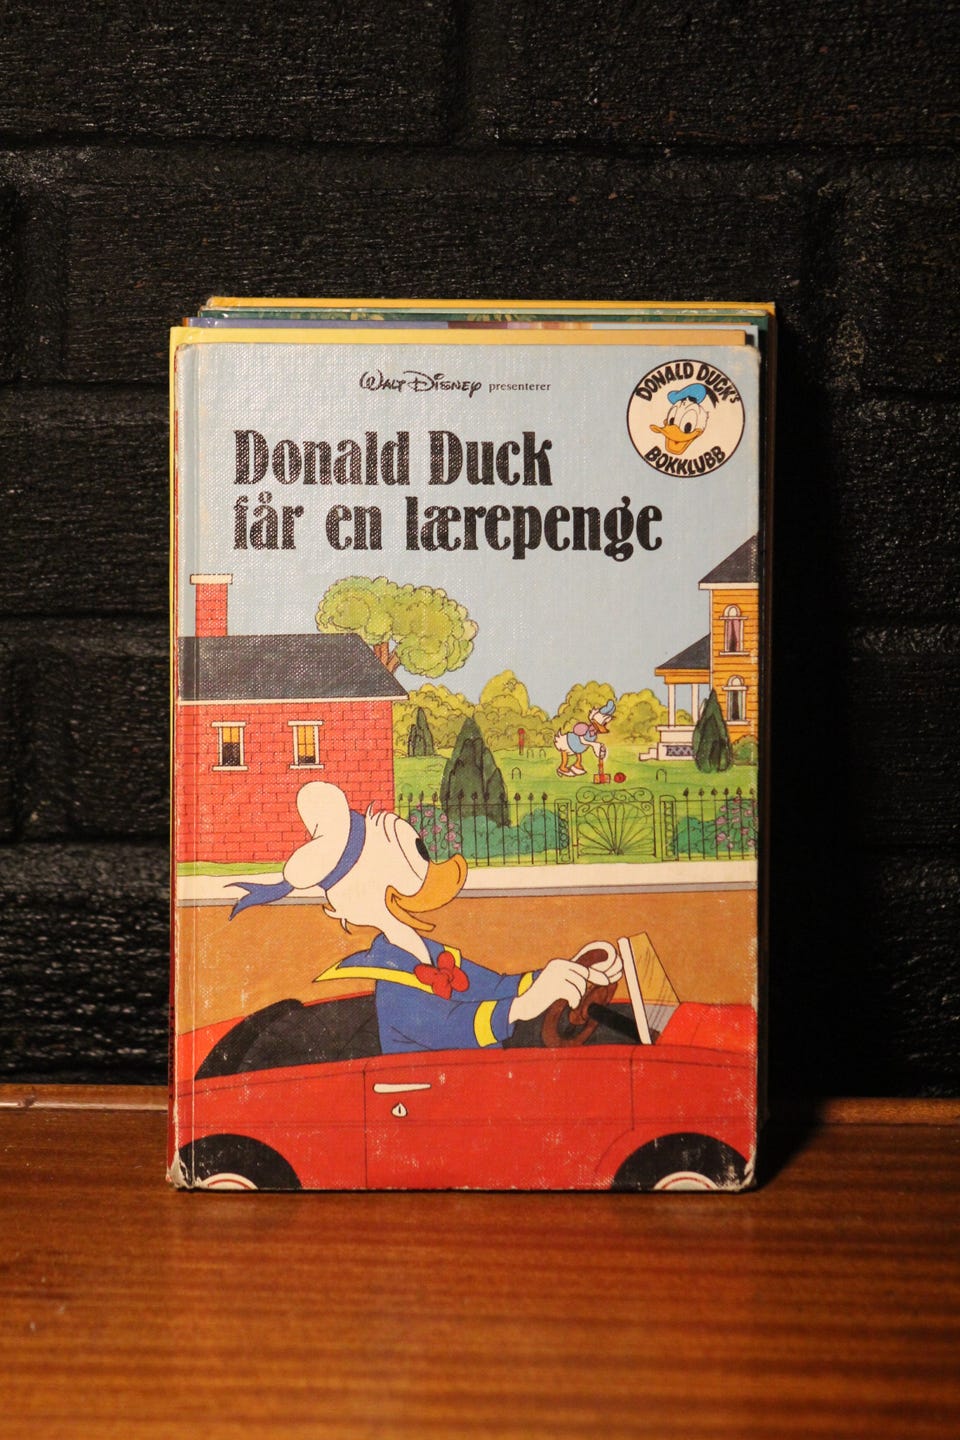 WALT DISNEY presenterer
DONALD DUCK'S
BOKKLUBB
Donald Duck
får en lærepenge